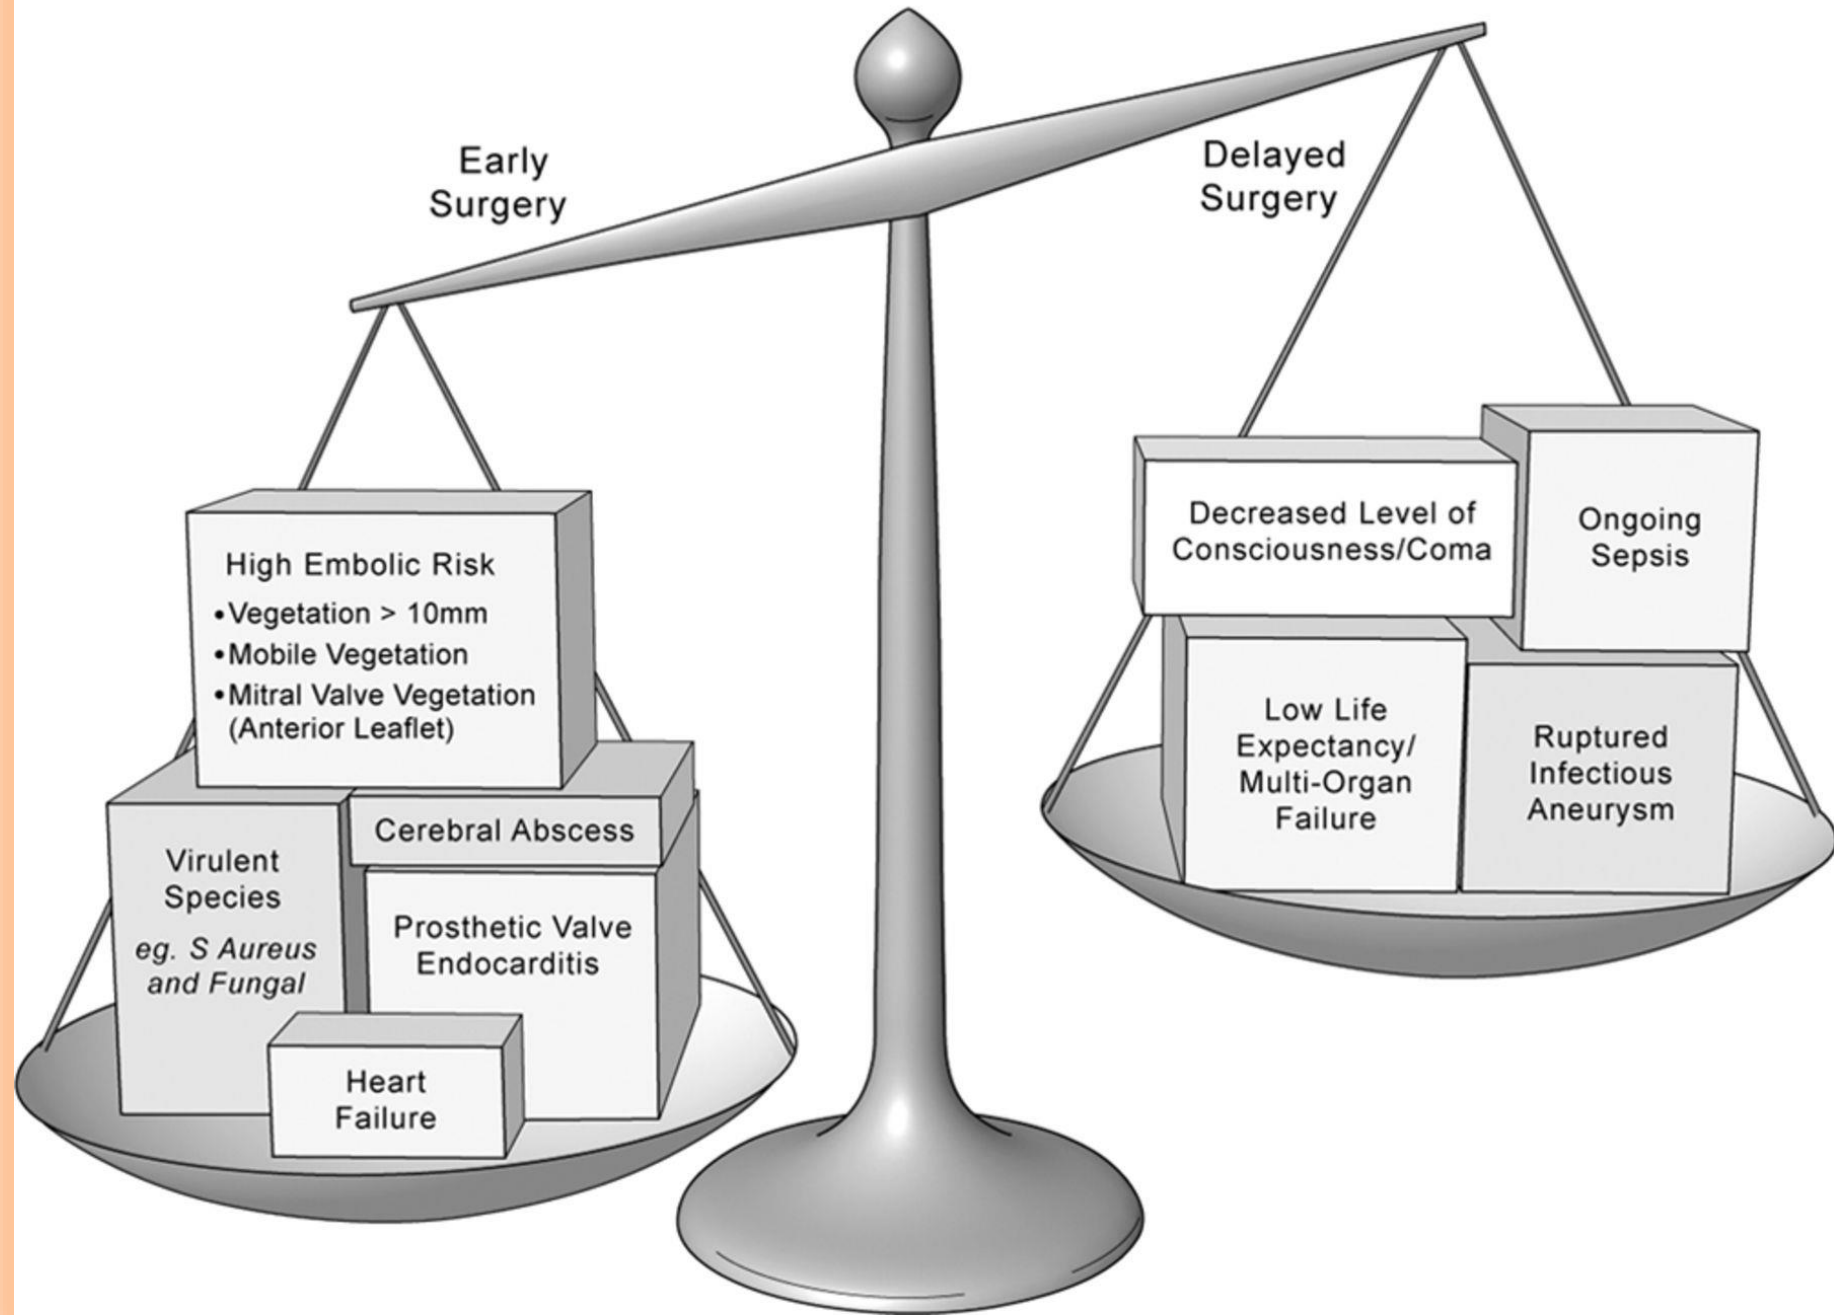 Early
Surgery
Delayed
Surgery
High Embolic Risk
•Vegetation > 10mm
•Mobile Vegetation
•Mitral Valve Vegetation
(Anterior Leaflet)
Virulent
Species
eg. S Aureus
and Fungal
Cerebral Abscess
Prosthetic Valve
Endocarditis
Heart
Failure
Decreased Level of
Consciousness/Coma
Ongoing
Sepsis
Low Life
Expectancy/
Multi-Organ
Failure
Ruptured
Infectious
Aneurysm